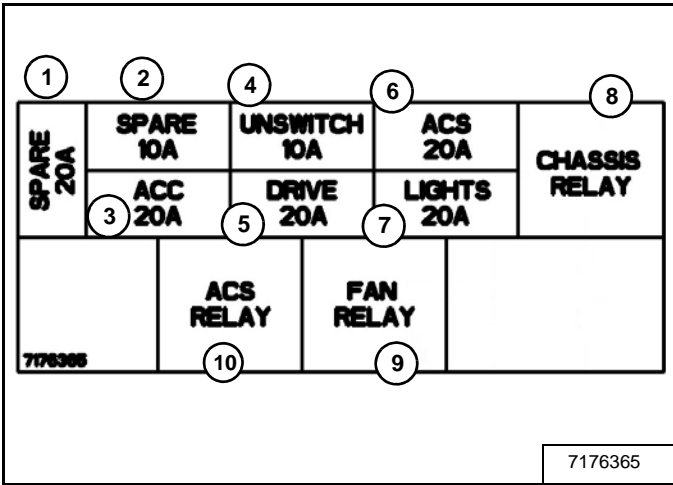 1
2
4
6
8
SPARE
20A
SPARE
10A
UNSWITCH
10A
ACS
20A
CHASSIS
RELAY
3
ACC
20A
5
DRIVE
20A
7
LIGHTS
20A
ACS
RELAY
FAN
RELAY
7176365
10
9
7176365